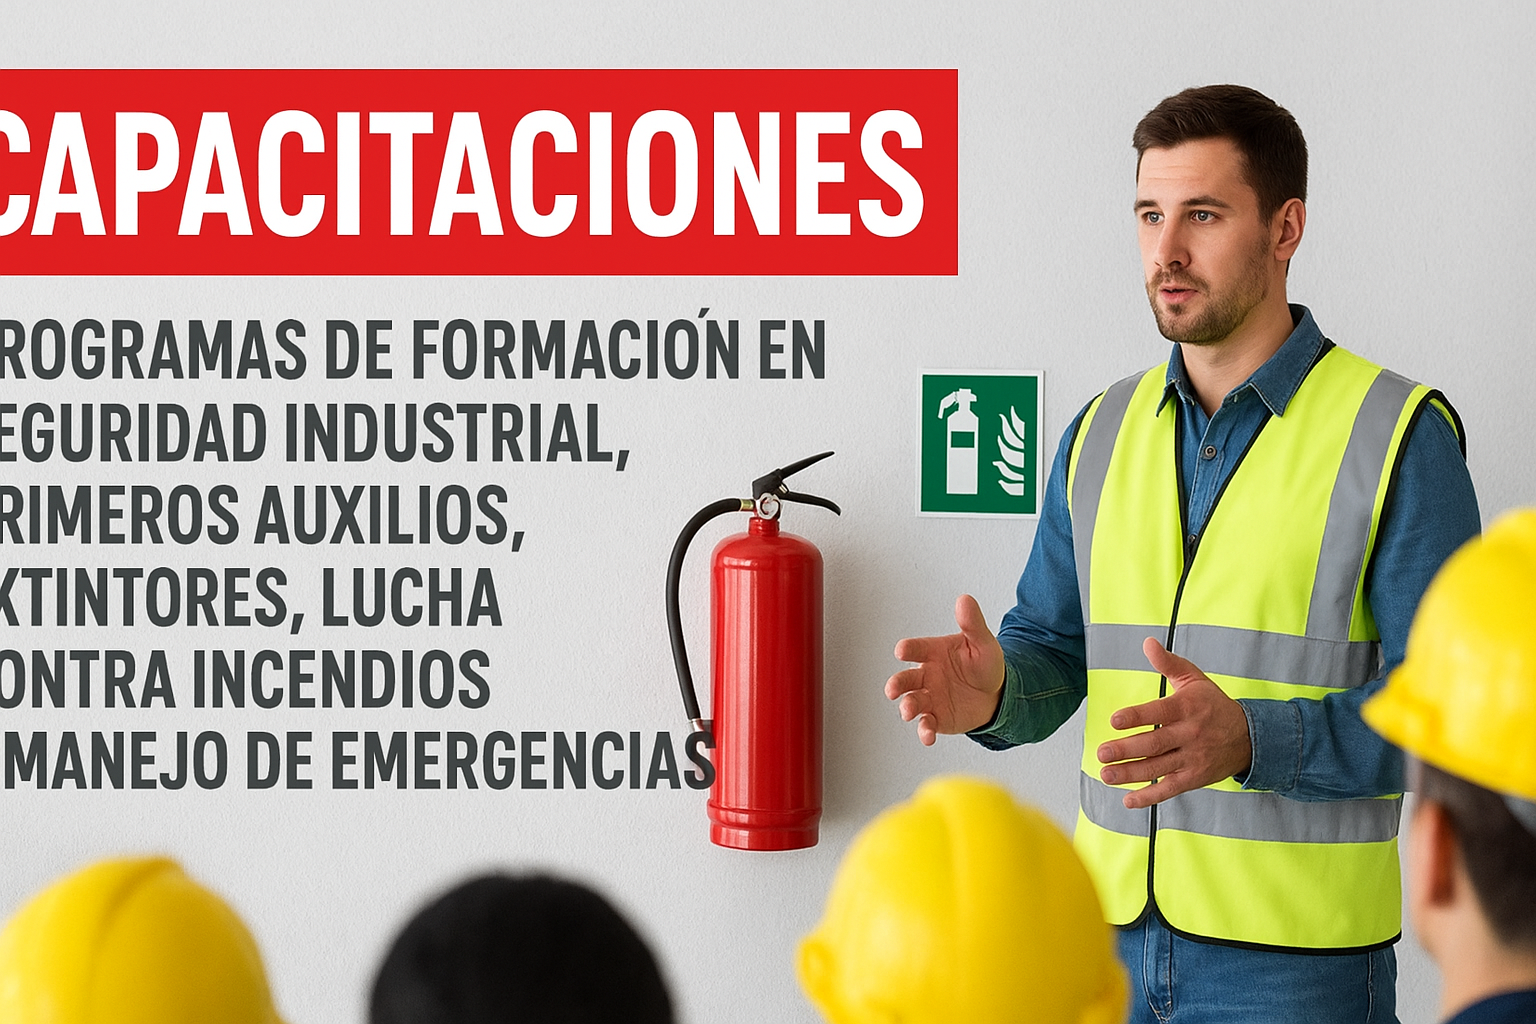 CAPACITACIONES
ROGRAMAS DE FORMACIÓN EN
EGURIDAD INDUSTRIAL,
RIMEROS AUXILIOS,
XTINTORES, LUCHA
ONTRA INCENDIOS
MANEJO DE EMERGENCIAS